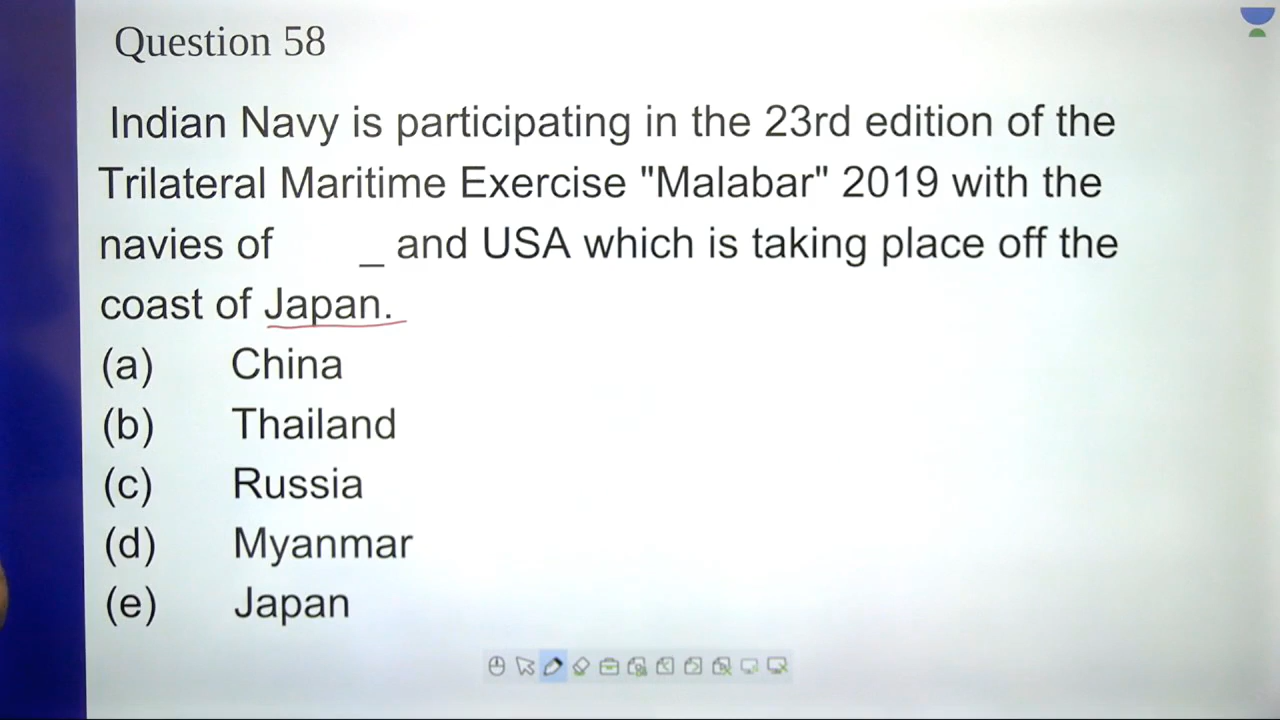 Question 58
Indian Navy is participating in the 23rd edition of the
Trilateral Maritime Exercise "Malabar" 2019 with the
navies of _ and USA which is taking place off the
coast of Japan.
(a) China
(b) Thailand
(c) Russia
(d) Myanmar
(e) Japan